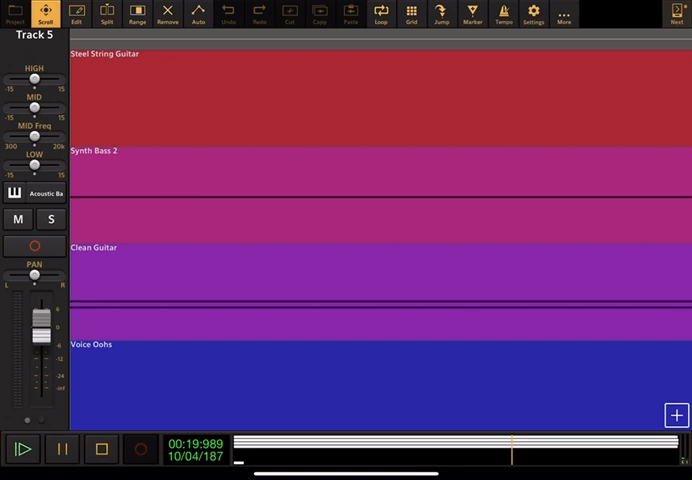 Project Scroll Edit Split Range Remove Auto Undo Redo Cut Copy Paste Loop Grid Jump Marker Tempo Settings More Next
Track 5
HIGH
-15 15
MID
-15 15
MID Freq
300 20k
LOW
-15 15
Acoustic Ba
M S
PAN
L R
6
0
-6
-12
-24
-inf
Steel String Guitar
Synth Bass 2
Clean Guitar
Voice Oohs
00:19:989
10/04/187